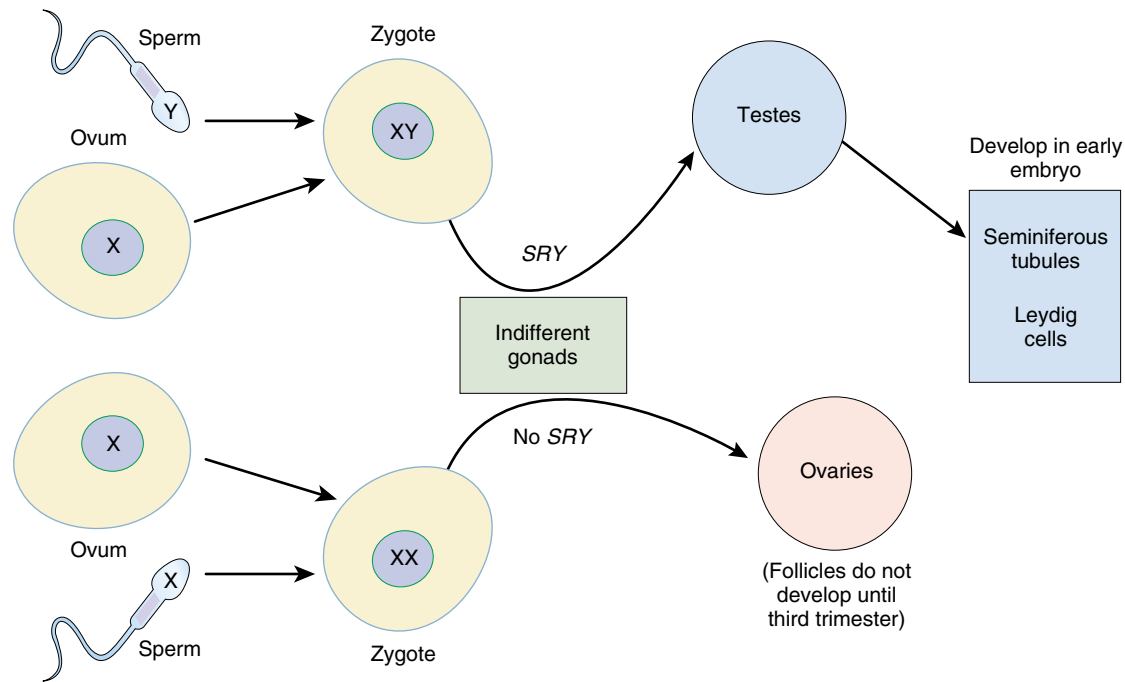 Sperm
Y
Ovum
X
Zygote
XY
SRY
Testes
Develop in early
embryo
Seminiferous
tubules
Leydig
cells
Indifferent
gonads
X
Ovum
X
Sperm
XX
Zygote
No SRY
Ovaries
(Follicles do not
develop until
third trimester)